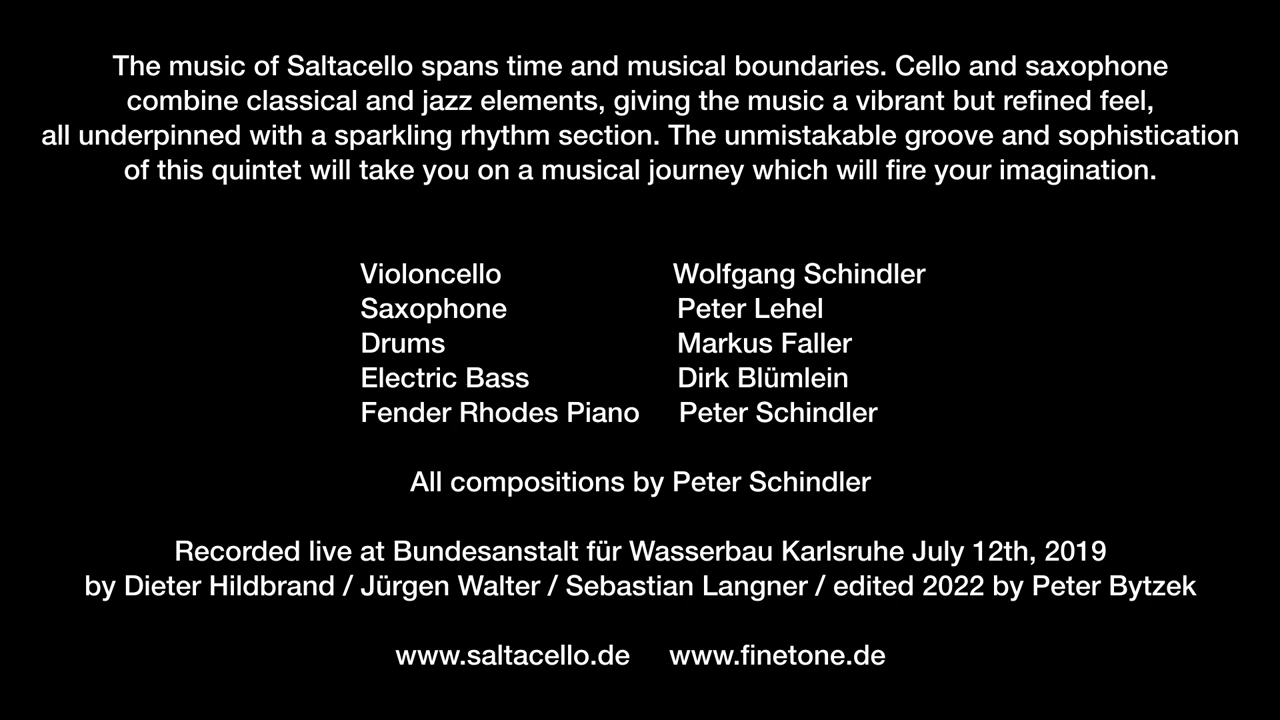 The music of Saltacello spans time and musical boundaries. Cello and saxophone
combine classical and jazz elements, giving the music a vibrant but refined feel,
all underpinned with a sparkling rhythm section. The unmistakable groove and sophistication
of this quintet will take you on a musical journey which will fire your imagination.
Violoncello Wolfgang Schindler
Saxophone Peter Lehel
Drums Markus Faller
Electric Bass Dirk Blümlein
Fender Rhodes Piano Peter Schindler
All compositions by Peter Schindler
Recorded live at Bundesanstalt für Wasserbau Karlsruhe July 12th, 2019
by Dieter Hildbrand / Jürgen Walter / Sebastian Langner / edited 2022 by Peter Bytzek
www.saltacello.de www.finetone.de